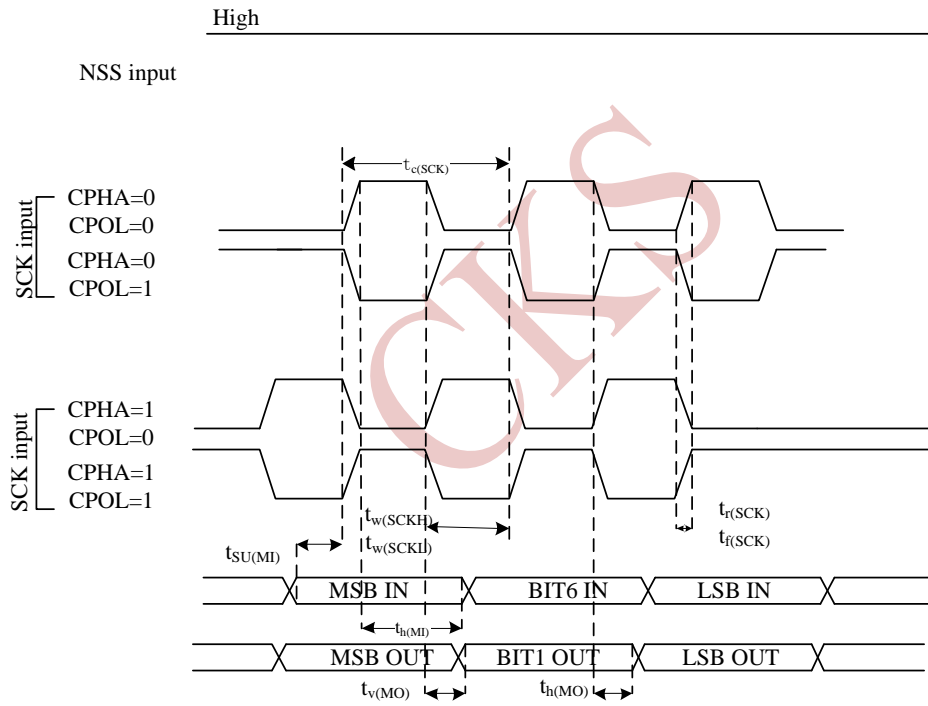 High
NSS input
tc(SCK)
SCK input
CPHA=0
CPOL=0
CPHA=0
CPOL=1
CKS
SCK input
CPHA=1
CPOL=0
CPHA=1
CPOL=1
tw(SCKH)
tw(SCKL)
tr(SCK)
tf(SCK)
tSU(MI)
MSB IN
BIT6 IN
LSB IN
th(MI)
MSB OUT
BIT1 OUT
LSB OUT
tv(MO)
th(MO)